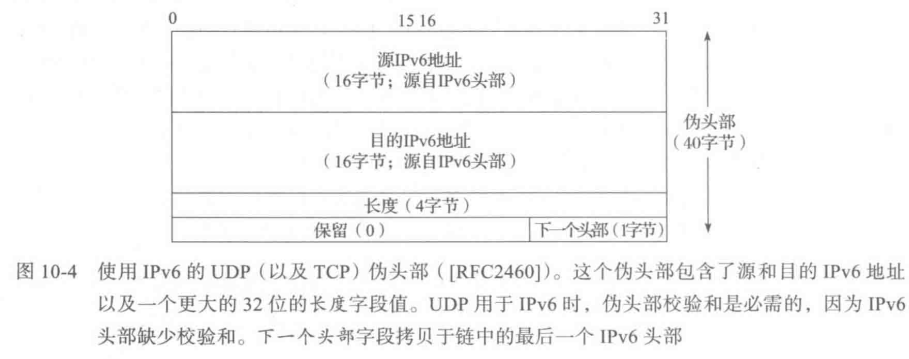 0 15 16 31
源IPv6地址
（16字节；源自IPv6头部）
目的IPv6地址
（16字节；源自IPv6头部）
伪头部
（40字节）
长度（4字节）
保留（0） 下一个头部（1字节）
图 10-4 使用 IPv6 的 UDP（以及 TCP）伪头部（[RFC2460]）。这个伪头部包含了源和目的 IPv6 地址
以及一个更大的 32 位的长度字段值。UDP 用于 IPv6 时，伪头部校验和是必需的，因为 IPv6
头部缺少校验和。下一个头部字段拷贝于链中的最后一个 IPv6 头部